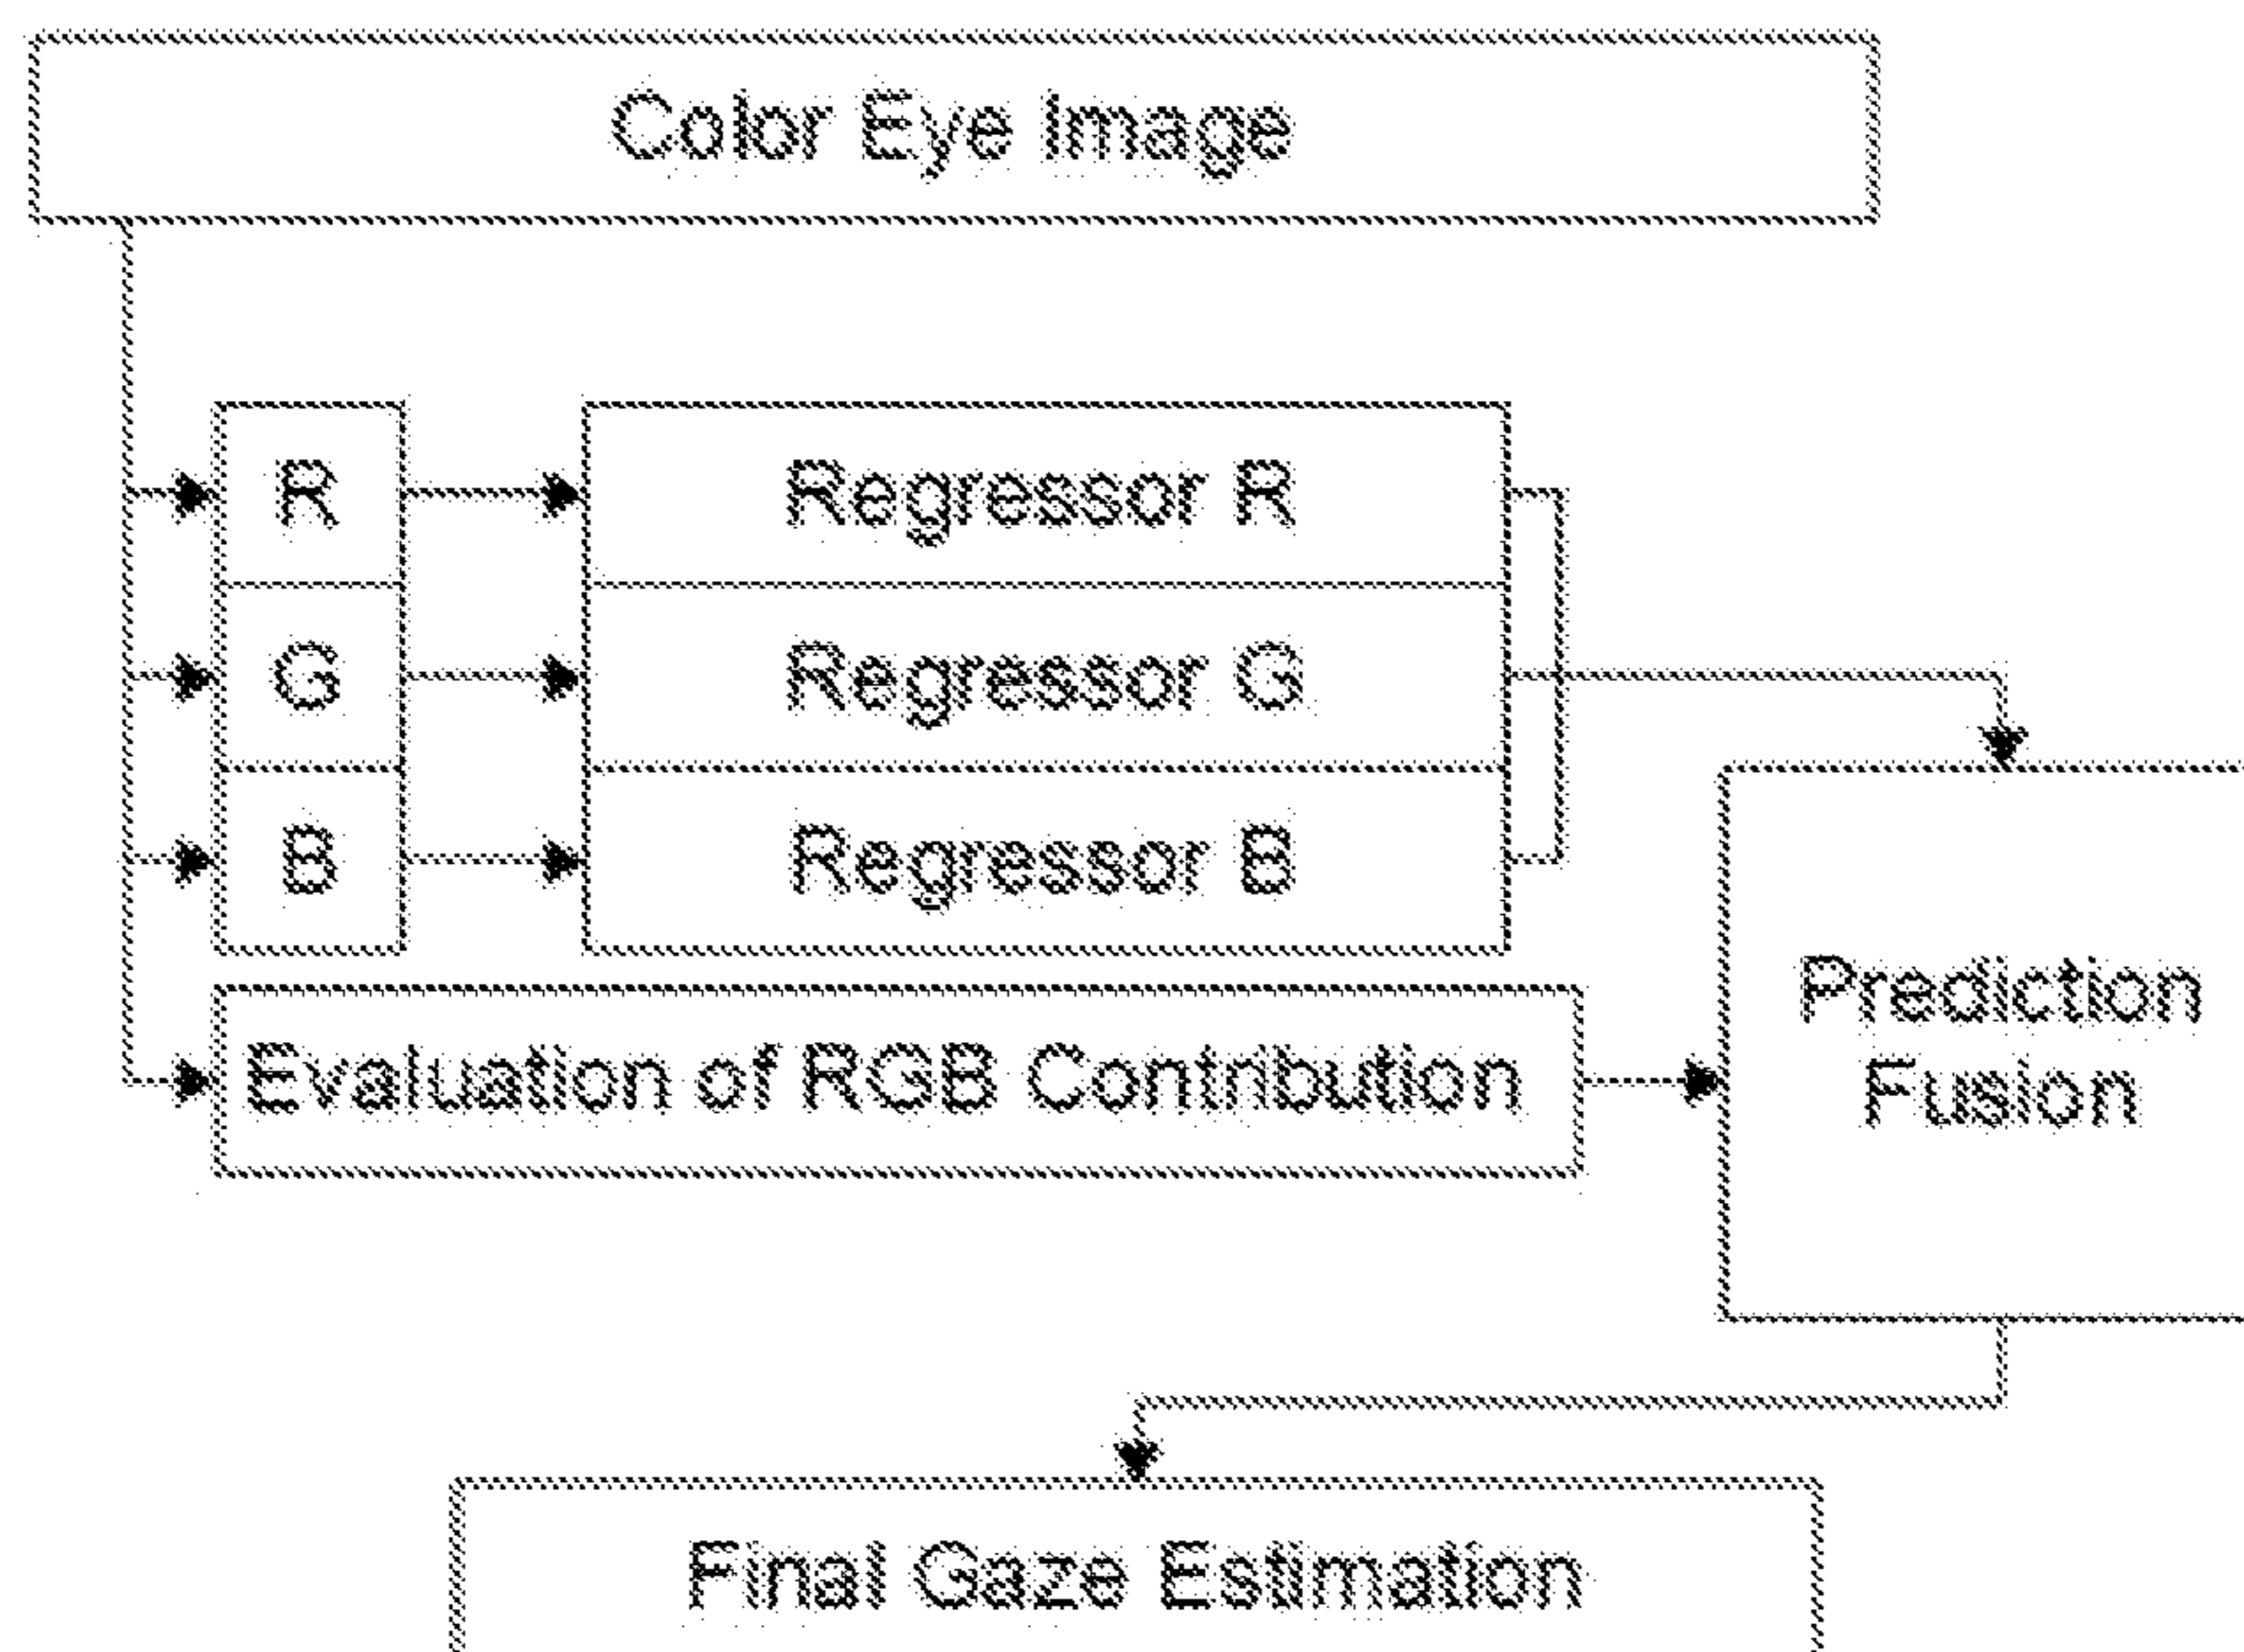 Color Eye Image
R
Regressor R
G
Regressor G
B
Regressor B
Evaluation of RGB Contribution
Prediction
Fusion
Final Gaze Estimation